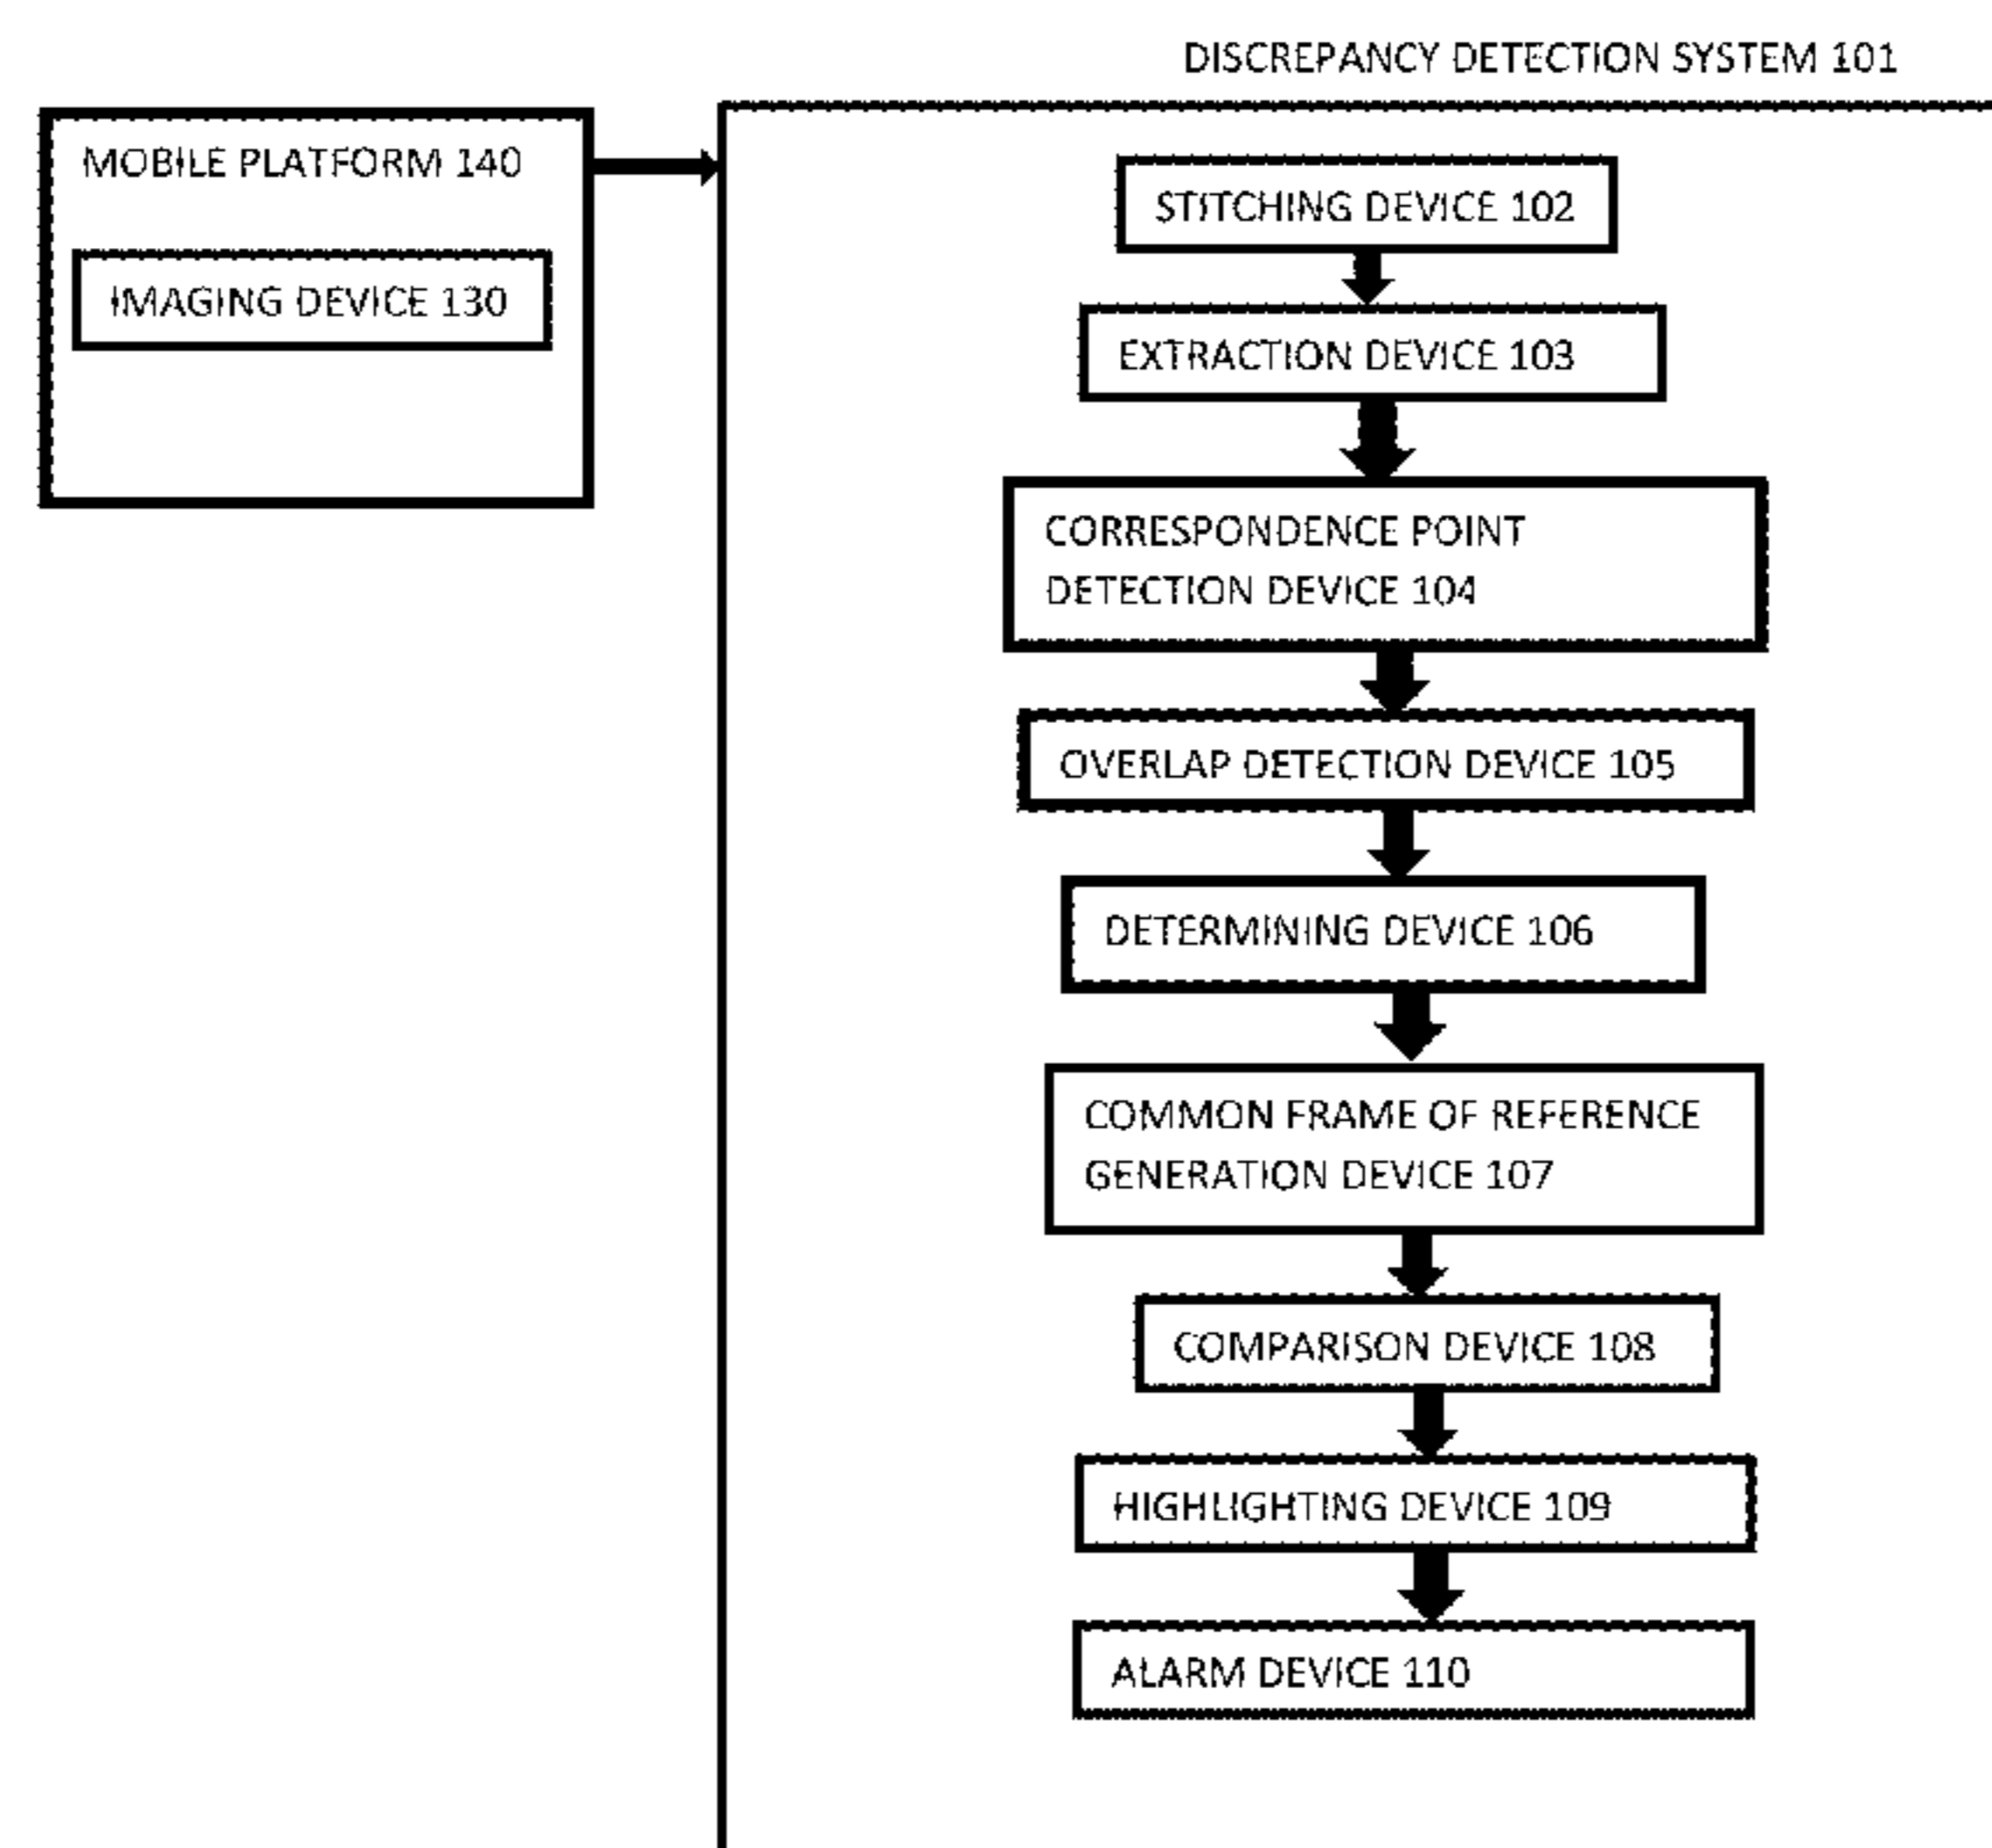 DISCREPANCY DETECTION SYSTEM 101
MOBILE PLATFORM 140
IMAGING DEVICE 130
STITCHING DEVICE 102
EXTRACTION DEVICE 103
CORRESPONDENCE POINT
DETECTION DEVICE 104
OVERLAP DETECTION DEVICE 105
DETERMINING DEVICE 106
COMMON FRAME OF REFERENCE
GENERATION DEVICE 107
COMPARISON DEVICE 108
HIGHLIGHTING DEVICE 109
ALARM DEVICE 110